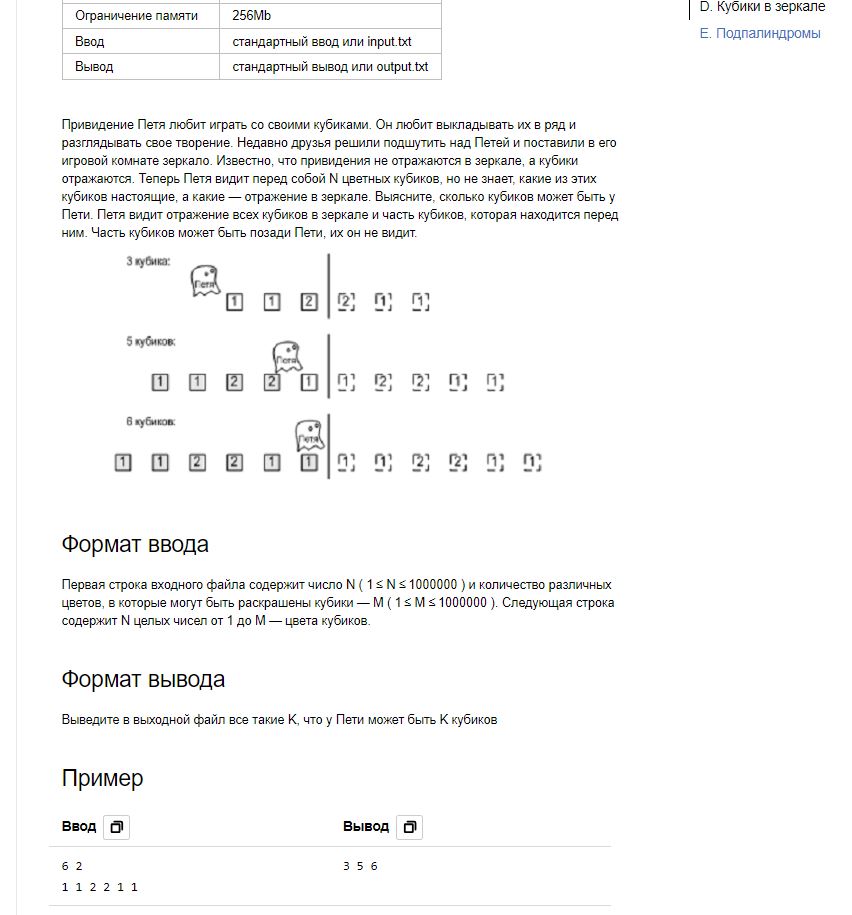 Ограничение памяти 256Mb
D. Кубики в зеркале
Ввод стандартный ввод или input.txt
E. Подпалиндромы
Вывод стандартный вывод или output.txt
Привидение Петя любит играть со своими кубиками. Он любит выкладывать их в ряд и
разглядывать свое творение. Недавно друзья решили подшутить над Петей и поставили в его
игровой комнате зеркало. Известно, что привидения не отражаются в зеркале, а кубики
отражаются. Теперь Петя видит перед собой N цветных кубиков, но не знает, какие из этих
кубиков настоящие, а какие — отражение в зеркале. Выясните, сколько кубиков может быть у
Пети. Петя видит отражение всех кубиков в зеркале и часть кубиков, которая находится перед
ним. Часть кубиков может быть позади Пети, их он не видит.
3 кубика:
Петя
1 1 2 2 1 1
5 кубиков:
Петя
1 1 2 2 1 1 2 2 1 1
6 кубиков:
Петя
1 1 2 2 1 1 1 1 2 2 1 1
Формат ввода
Первая строка входного файла содержит число N ( 1 ≤ N ≤ 1000000 ) и количество различных
цветов, в которые могут быть раскрашены кубики — M ( 1 ≤ M ≤ 1000000 ). Следующая строка
содержит N целых чисел от 1 до M — цвета кубиков.
Формат вывода
Выведите в выходной файл все такие K, что у Пети может быть K кубиков
Пример
Ввод Вывод
6 2 3 5 6
1 1 2 2 1 1